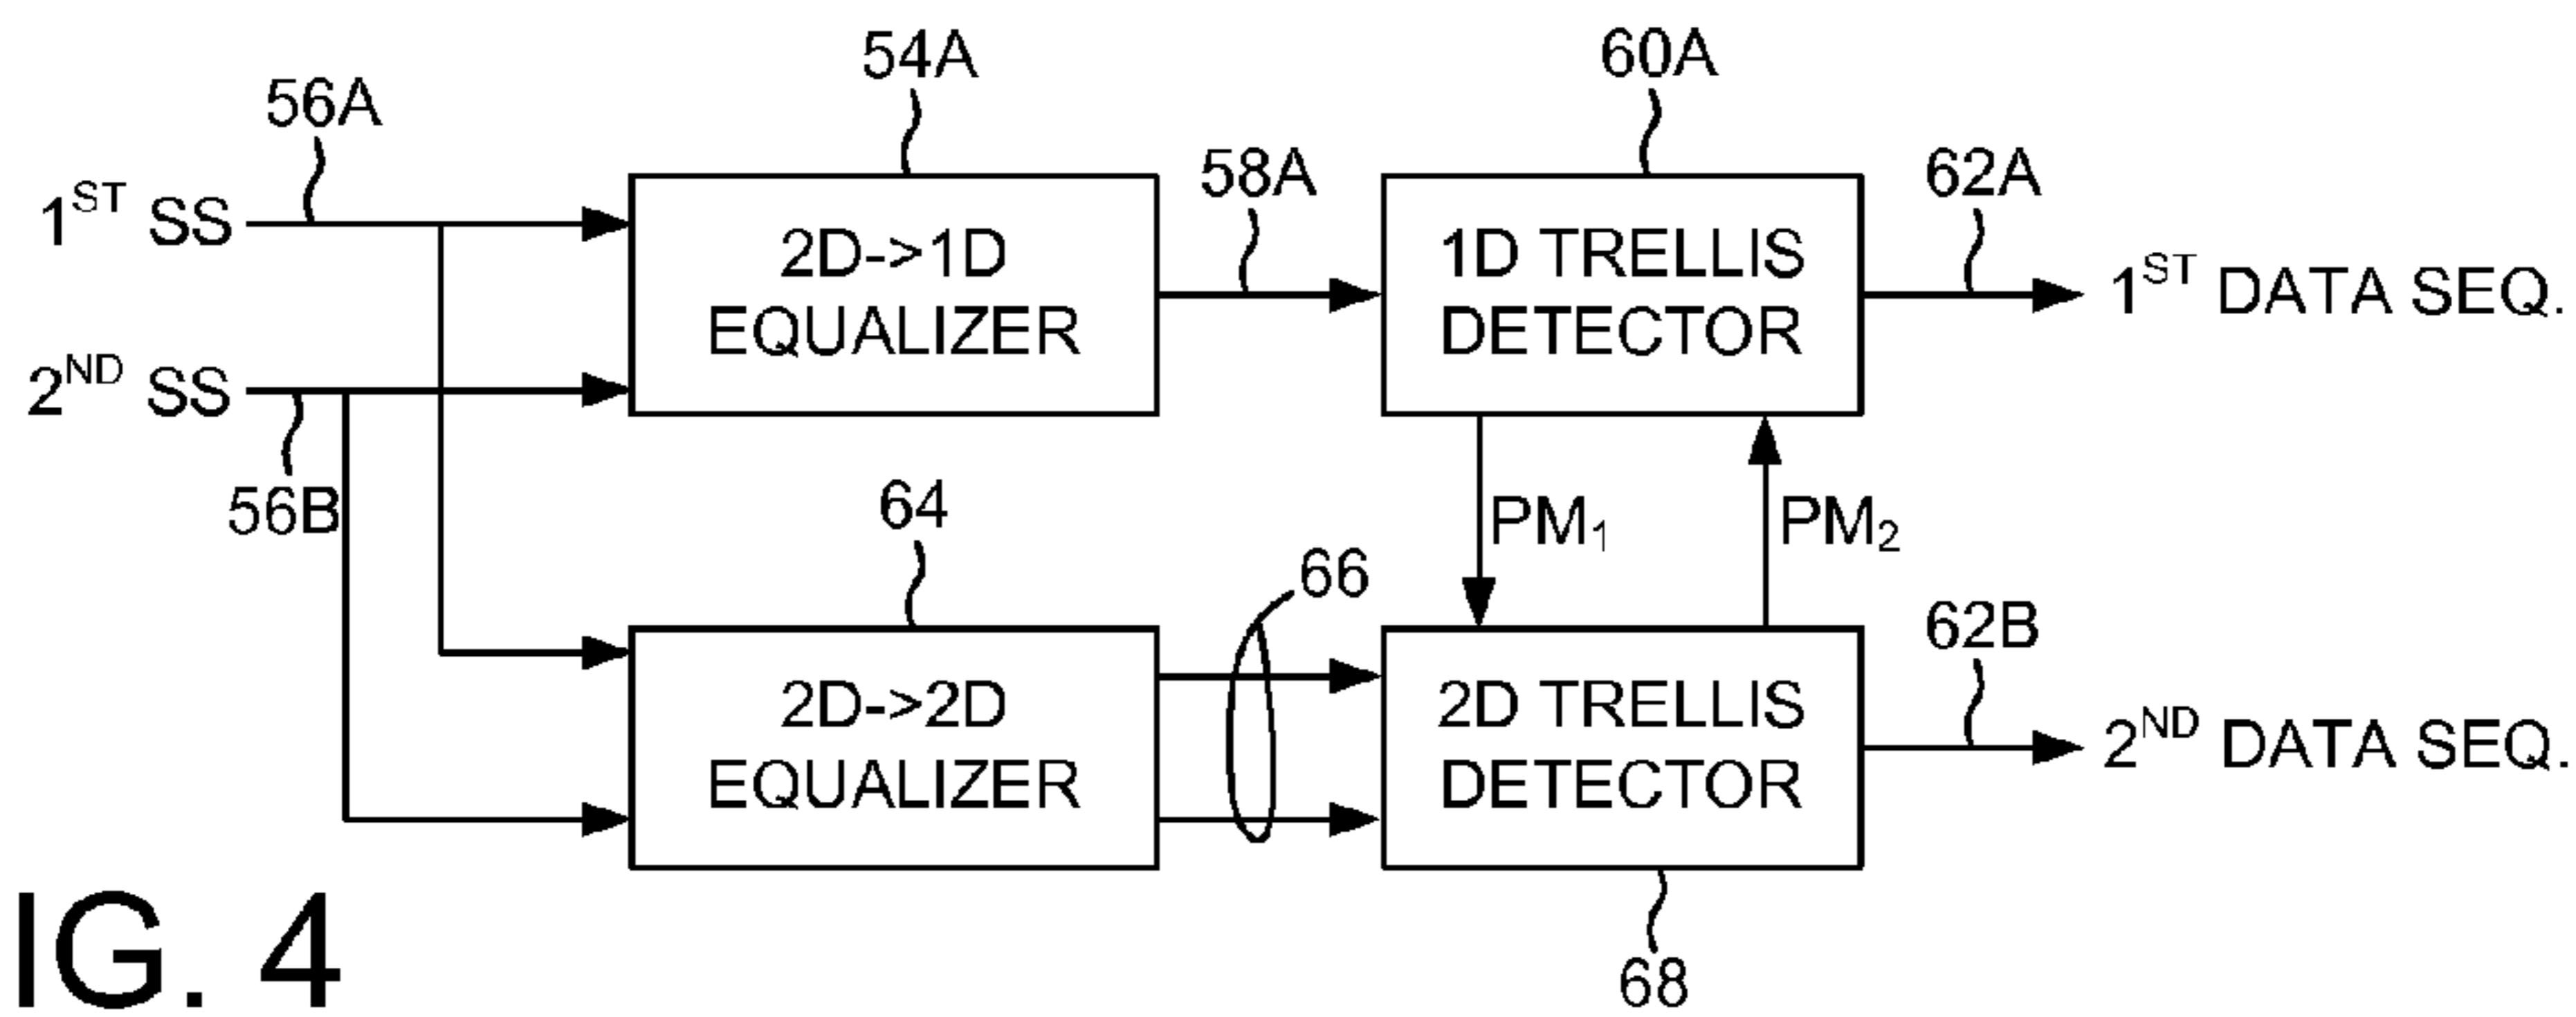 54A
60A
56A
58A
62A
1ST SS
2D->1D
EQUALIZER
1D TRELLIS
DETECTOR
1ST DATA SEQ.
2ND SS
56B
64
66
PM1
PM2
62B
2D->2D
EQUALIZER
2D TRELLIS
DETECTOR
2ND DATA SEQ.
68
IG. 4